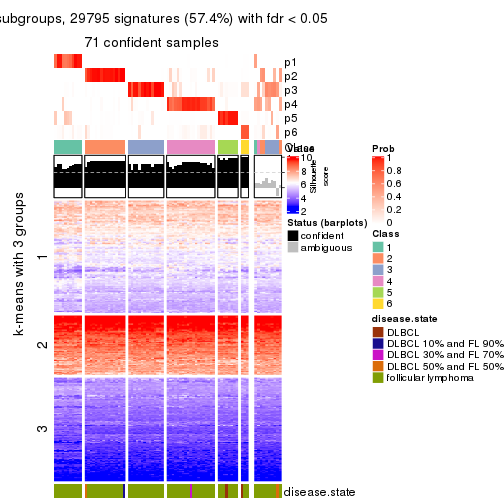 subgroups, 29795 signatures (57.4%) with fdr < 0.05
71 confident samples
p1
p2
p3
p4
p5
p6
Class
Value
10
8
6
4
2
Silhouette
score
Prob
1
0.8
0.6
0.4
0.2
0
Status (barplots)
confident
ambiguous
Class
1
2
3
4
5
6
disease.state
DLBCL
DLBCL 10% and FL 90%
DLBCL 30% and FL 70%
DLBCL 50% and FL 50%
follicular lymphoma
k-means with 3 groups
1
2
3
disease.state